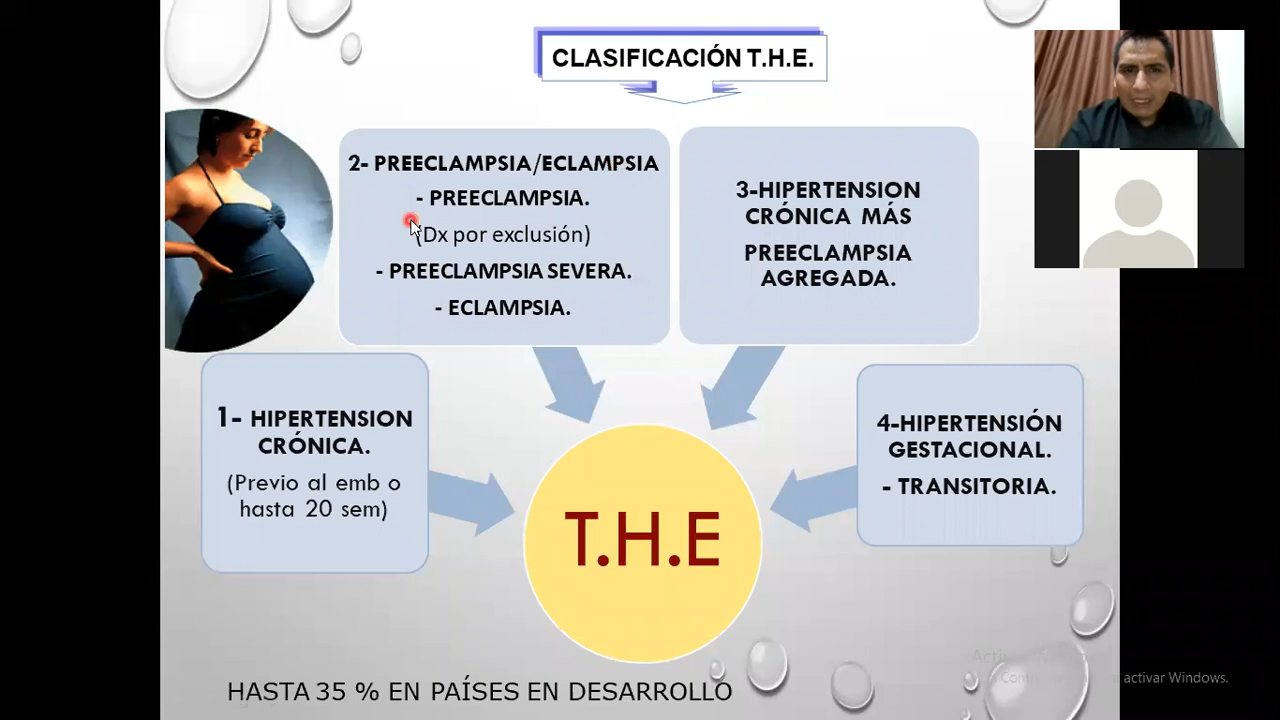 CLASIFICACIÓN T.H.E.
2- PREECLAMPSIA/ECLAMPSIA
- PREECLAMPSIA.
(Dx por exclusión)
- PREECLAMPSIA SEVERA.
- ECLAMPSIA.
3-HIPERTENSION
CRÓNICA MÁS
PREECLAMPSIA
AGREGADA.
1- HIPERTENSION
CRÓNICA.
(Previo al emb o
hasta 20 sem)
4-HIPERTENSIÓN
GESTACIONAL.
- TRANSITORIA.
T.H.E
HASTA 35 % EN PAÍSES EN DESARROLLO
activar Windows.